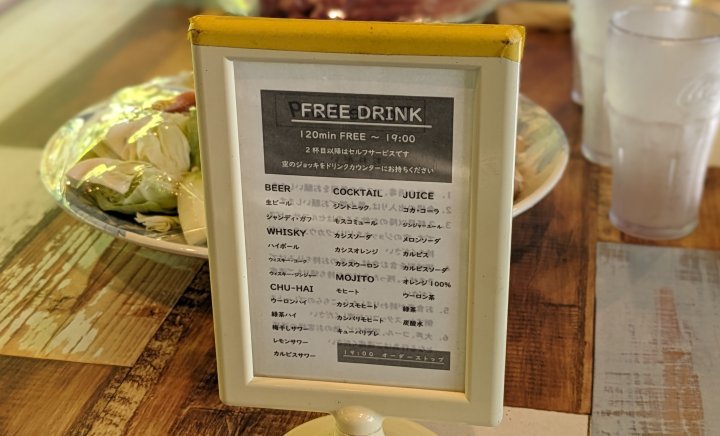 FREE DRINK
120min FREE ～ 19:00
２杯目以降はセルフサービスです
空のジョッキをドリンクカウンターにお持ちください
BEER
生ビール
シャンディ・ガフ
WHISKY
ハイボール
ウィスキー・コーク
ウィスキー・ジンジャー
CHU-HAI
ウーロンハイ
緑茶ハイ
梅干しサワー
レモンサワー
カルピスサワー
COCKTAIL
ジントニック
モスコミュール
カシスソーダ
カシスオレンジ
カシスウーロン
MOJITO
モヒート
カシスモヒート
カンパリモヒート
キューバリブレ
JUICE
コカ・コーラ
ジンジャーエール
メロンソーダ
カルピス
カルピスソーダ
オレンジ100%
ウーロン茶
緑茶
炭酸水
19:00 オーダーストップ